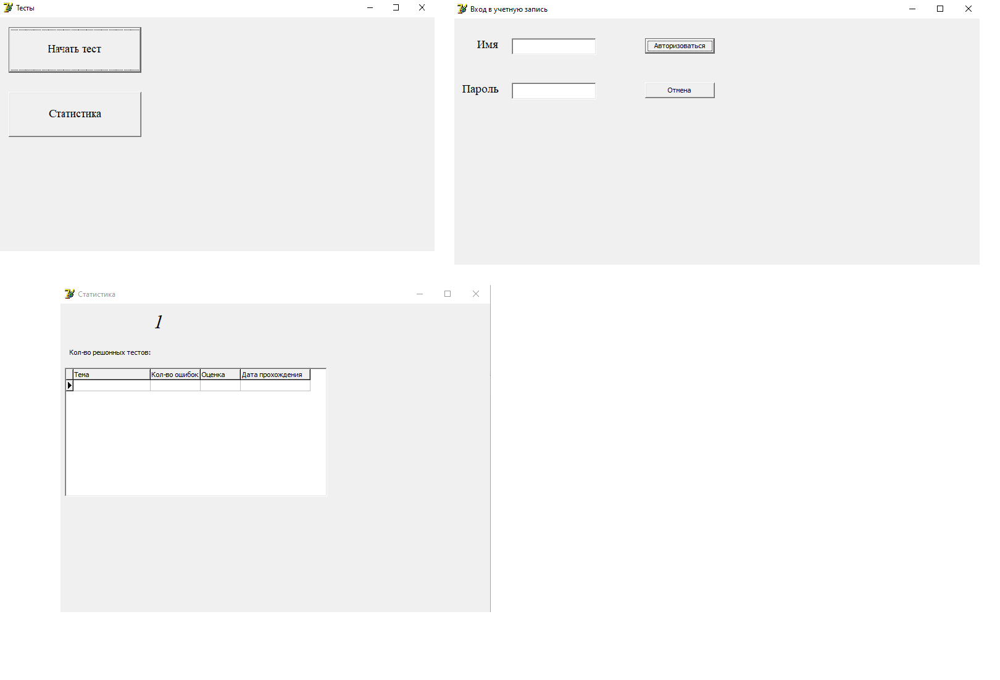 Тесты
Начать тест
Статистика
Вход в учетную запись
Имя
Авторизоваться
Пароль
Отмена
Статистика
1
Кол-во решонных тестов:
Тема Кол-во ошибок Оценка Дата прохождения